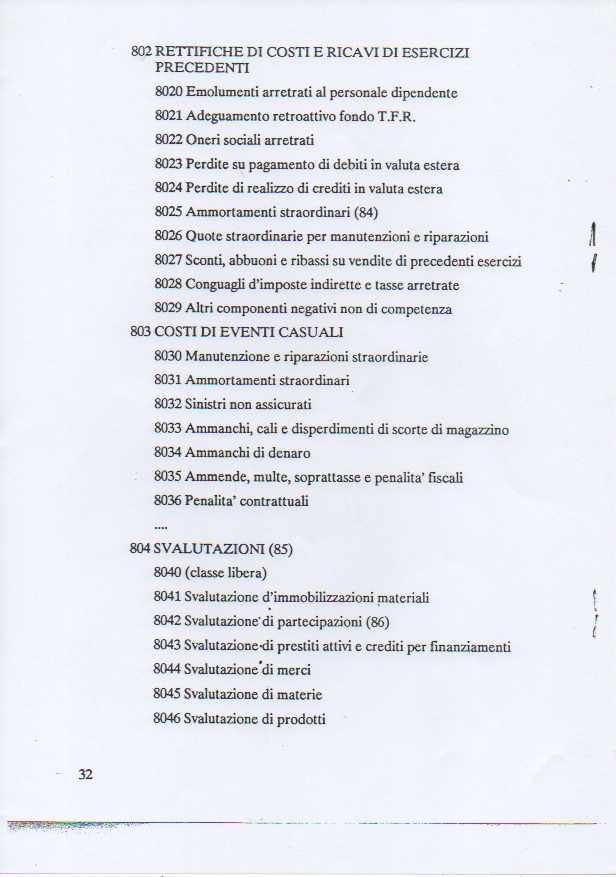 802 RETTIFICHE DI COSTI E RICAVI DI ESERCIZI
PRECEDENTI
8020 Emolumenti arretrati al personale dipendente
8021 Adeguamento retroattivo fondo T.F.R.
8022 Oneri sociali arretrati
8023 Perdite su pagamento di debiti in valuta estera
8024 Perdite di realizzo di crediti in valuta estera
8025 Ammortamenti straordinari (84)
8026 Quote straordinarie per manutenzioni e riparazioni
8027 Sconti, abbuoni e ribassi su vendite di precedenti esercizi
8028 Conguagli d'imposte indirette e tasse arretrate
8029 Altri componenti negativi non di competenza
803 COSTI DI EVENTI CASUALI
8030 Manutenzione e riparazioni straordinarie
8031 Ammortamenti straordinari
8032 Sinistri non assicurati
8033 Ammanchi, cali e disperdimenti di scorte di magazzino
8034 Ammanchi di denaro
8035 Ammende, multe, soprattasse e penalita' fiscali
8036 Penalita' contrattuali
....
804 SVALUTAZIONI (85)
8040 (classe libera)
8041 Svalutazione d'immobilizzazioni materiali
8042 Svalutazione di partecipazioni (86)
8043 Svalutazione di prestiti attivi e crediti per finanziamenti
8044 Svalutazione di merci
8045 Svalutazione di materie
8046 Svalutazione di prodotti
32